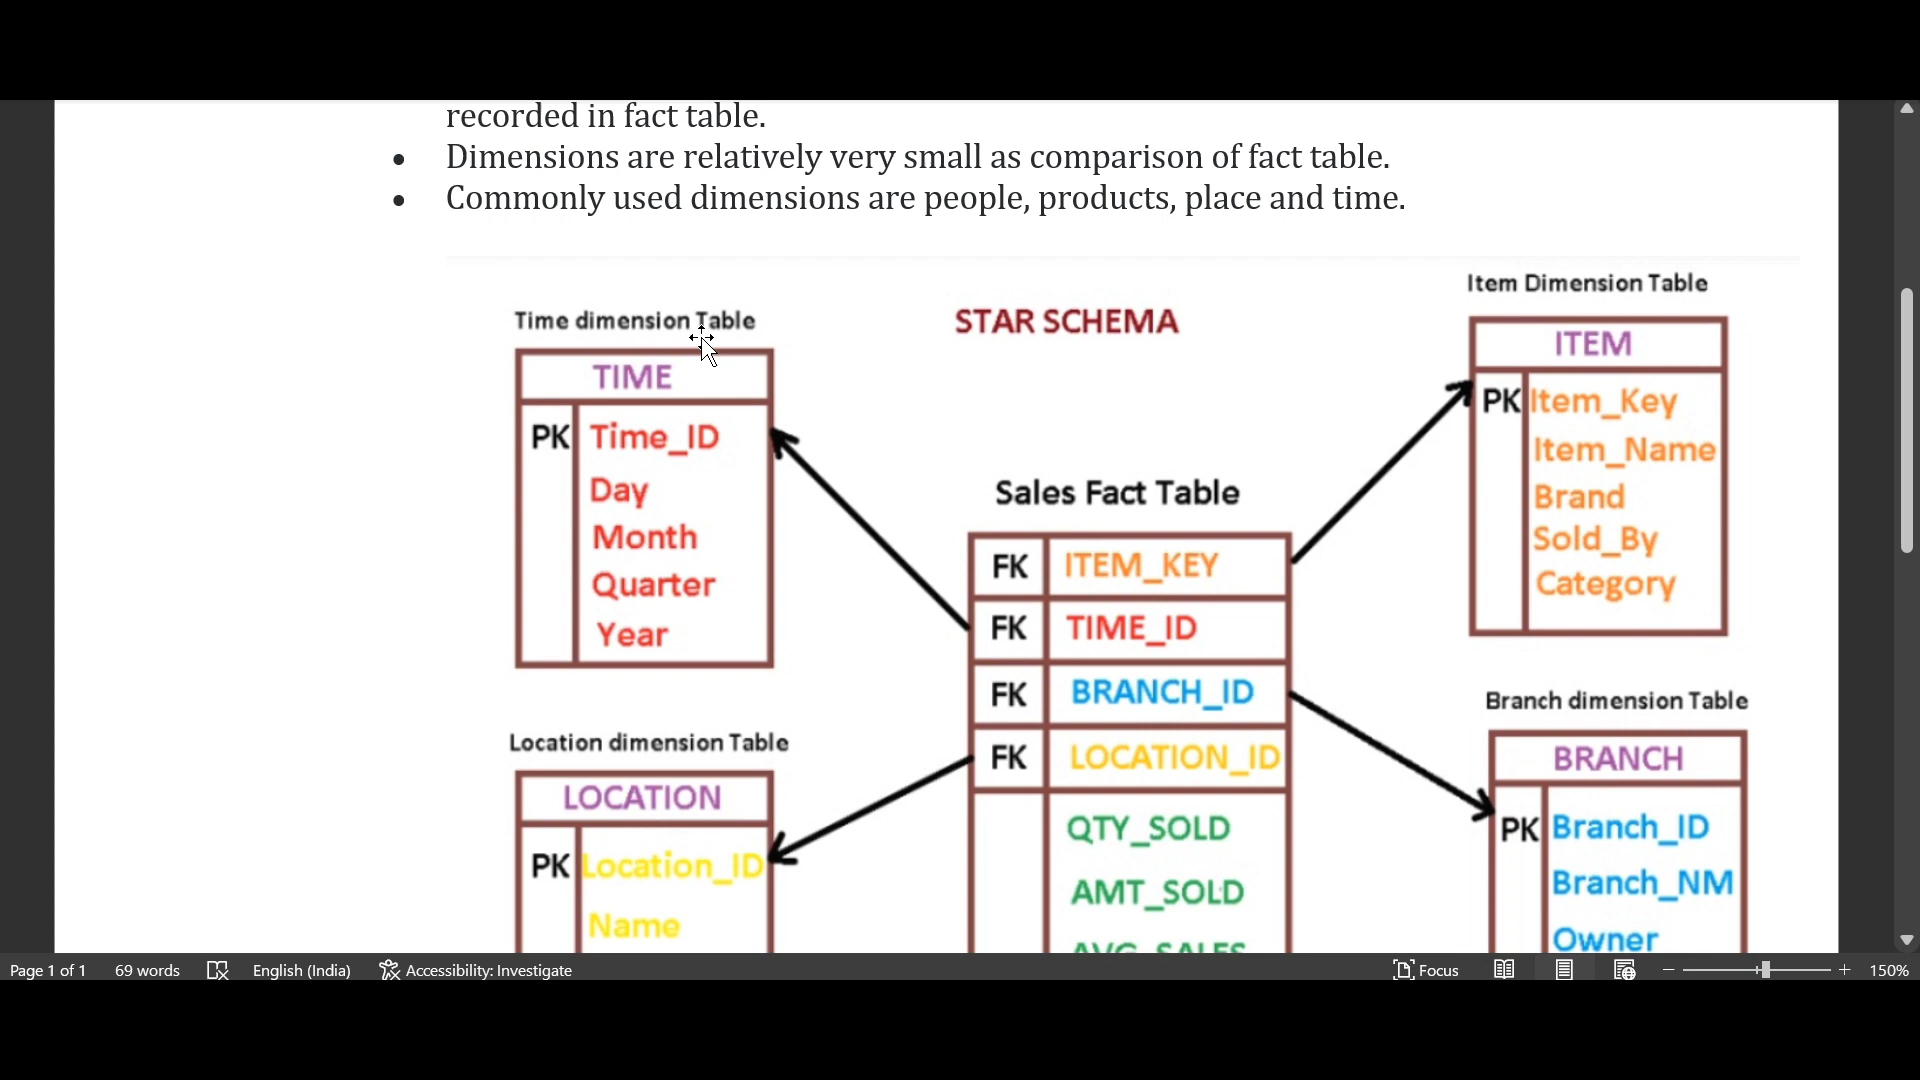 recorded in fact table.
• Dimensions are relatively very small as comparison of fact table.
• Commonly used dimensions are people, products, place and time.
STAR SCHEMA
Time dimension Table
TIME
PK Time_ID
Day
Month
Quarter
Year
Item Dimension Table
ITEM
PK Item_Key
Item_Name
Brand
Sold_By
Category
Sales Fact Table
FK ITEM_KEY
FK TIME_ID
FK BRANCH_ID
FK LOCATION_ID
QTY_SOLD
AMT_SOLD
AVG_SALES
Location dimension Table
LOCATION
PK Location_ID
Name
Branch dimension Table
BRANCH
PK Branch_ID
Branch_NM
Owner
Page 1 of 1 69 words English (India) Accessibility: Investigate Focus 150%